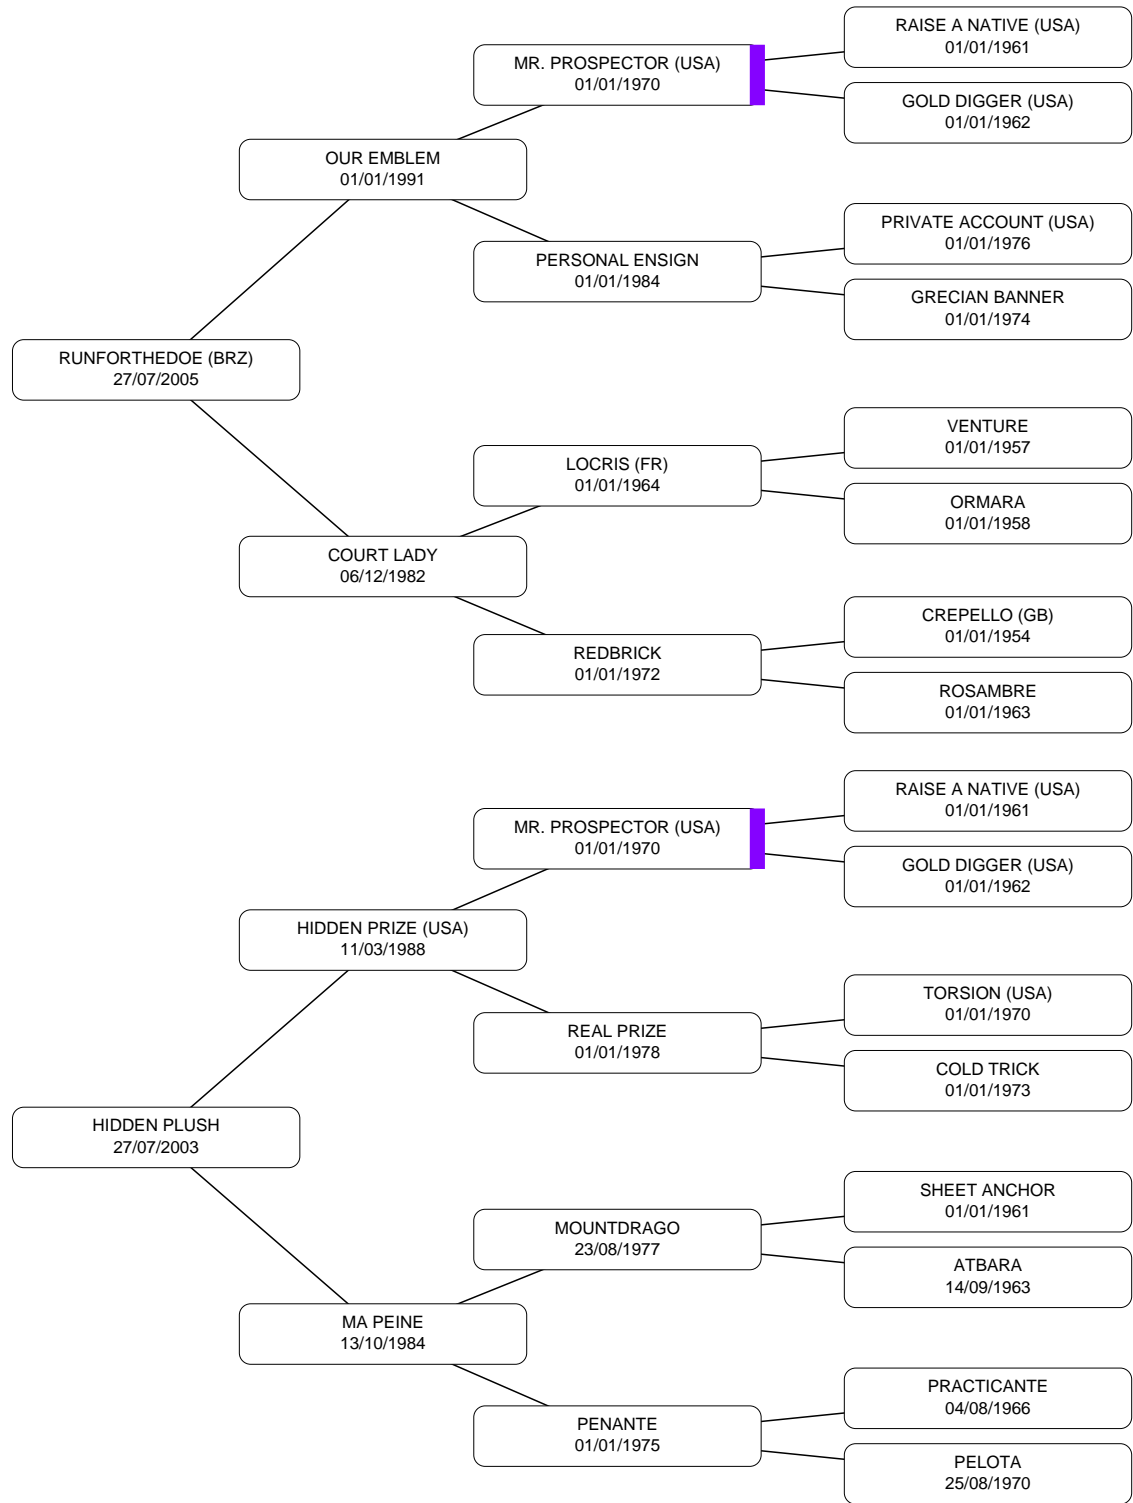 RAISE A NATIVE (USA)
01/01/1961
MR. PROSPECTOR (USA)
01/01/1970
GOLD DIGGER (USA)
01/01/1962
OUR EMBLEM
01/01/1991
PRIVATE ACCOUNT (USA)
01/01/1976
PERSONAL ENSIGN
01/01/1984
GRECIAN BANNER
01/01/1974
RUNFORTHEDOE (BRZ)
27/07/2005
VENTURE
01/01/1957
LOCRIS (FR)
01/01/1964
ORMARA
01/01/1958
COURT LADY
06/12/1982
CREPELLO (GB)
01/01/1954
REDBRICK
01/01/1972
ROSAMBRE
01/01/1963
RAISE A NATIVE (USA)
01/01/1961
MR. PROSPECTOR (USA)
01/01/1970
GOLD DIGGER (USA)
01/01/1962
HIDDEN PRIZE (USA)
11/03/1988
TORSION (USA)
01/01/1970
REAL PRIZE
01/01/1978
COLD TRICK
01/01/1973
HIDDEN PLUSH
27/07/2003
SHEET ANCHOR
01/01/1961
MOUNTDRAGO
23/08/1977
ATBARA
14/09/1963
MA PEINE
13/10/1984
PRACTICANTE
04/08/1966
PENANTE
01/01/1975
PELOTA
25/08/1970